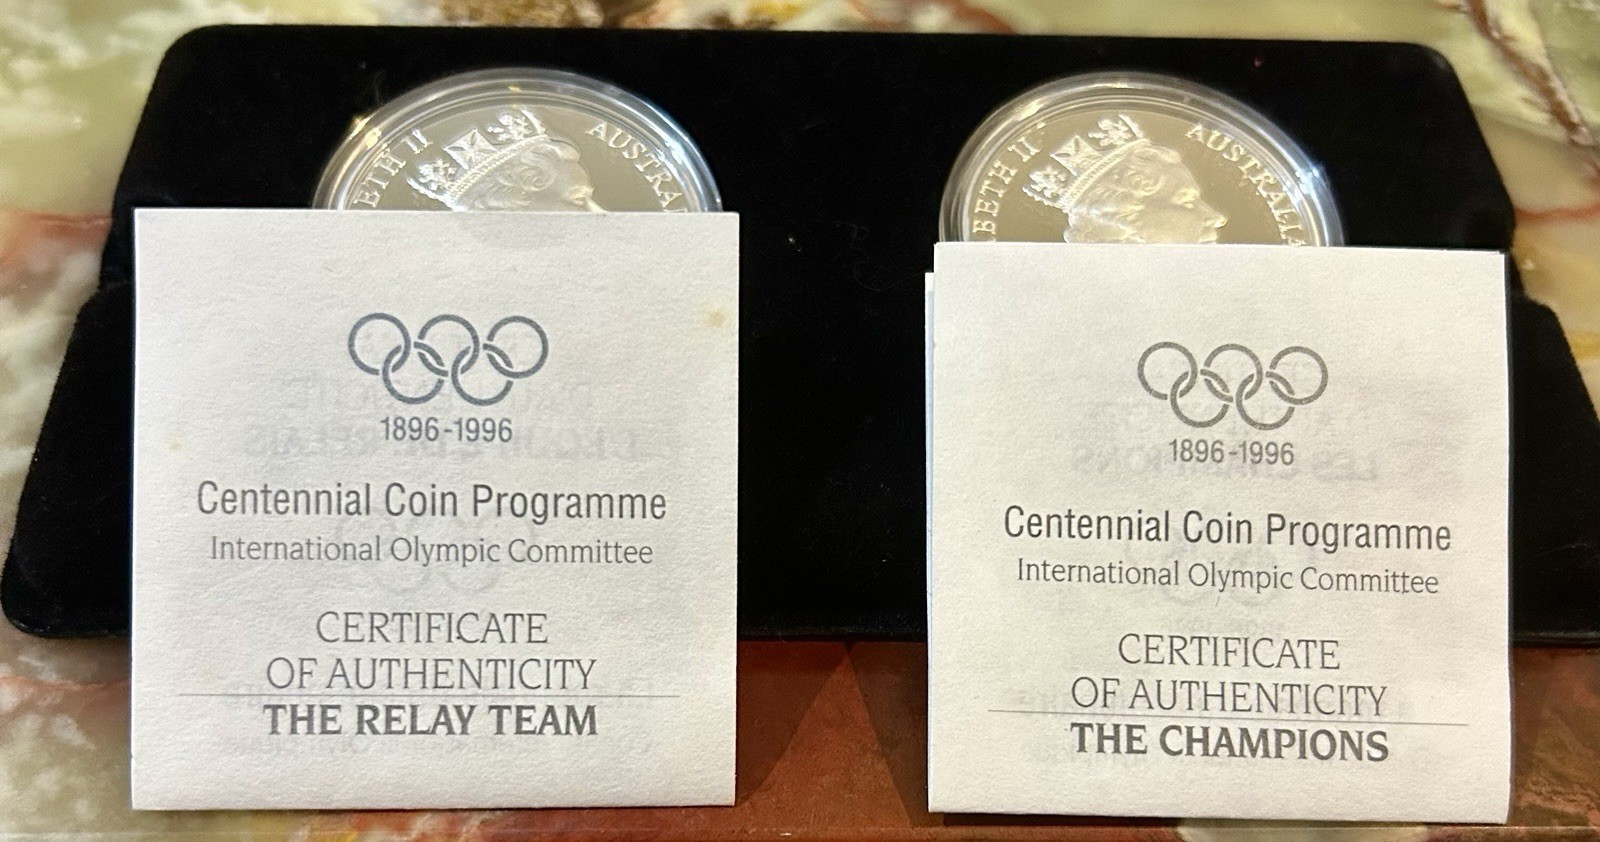 ETH II AUSTRA
BETH II AUSTRALIA
1896-1996
Centennial Coin Programme
International Olympic Committee
CERTIFICATE
OF AUTHENTICITY
THE RELAY TEAM
1896-1996
Centennial Coin Programme
International Olympic Committee
CERTIFICATE
OF AUTHENTICITY
THE CHAMPIONS